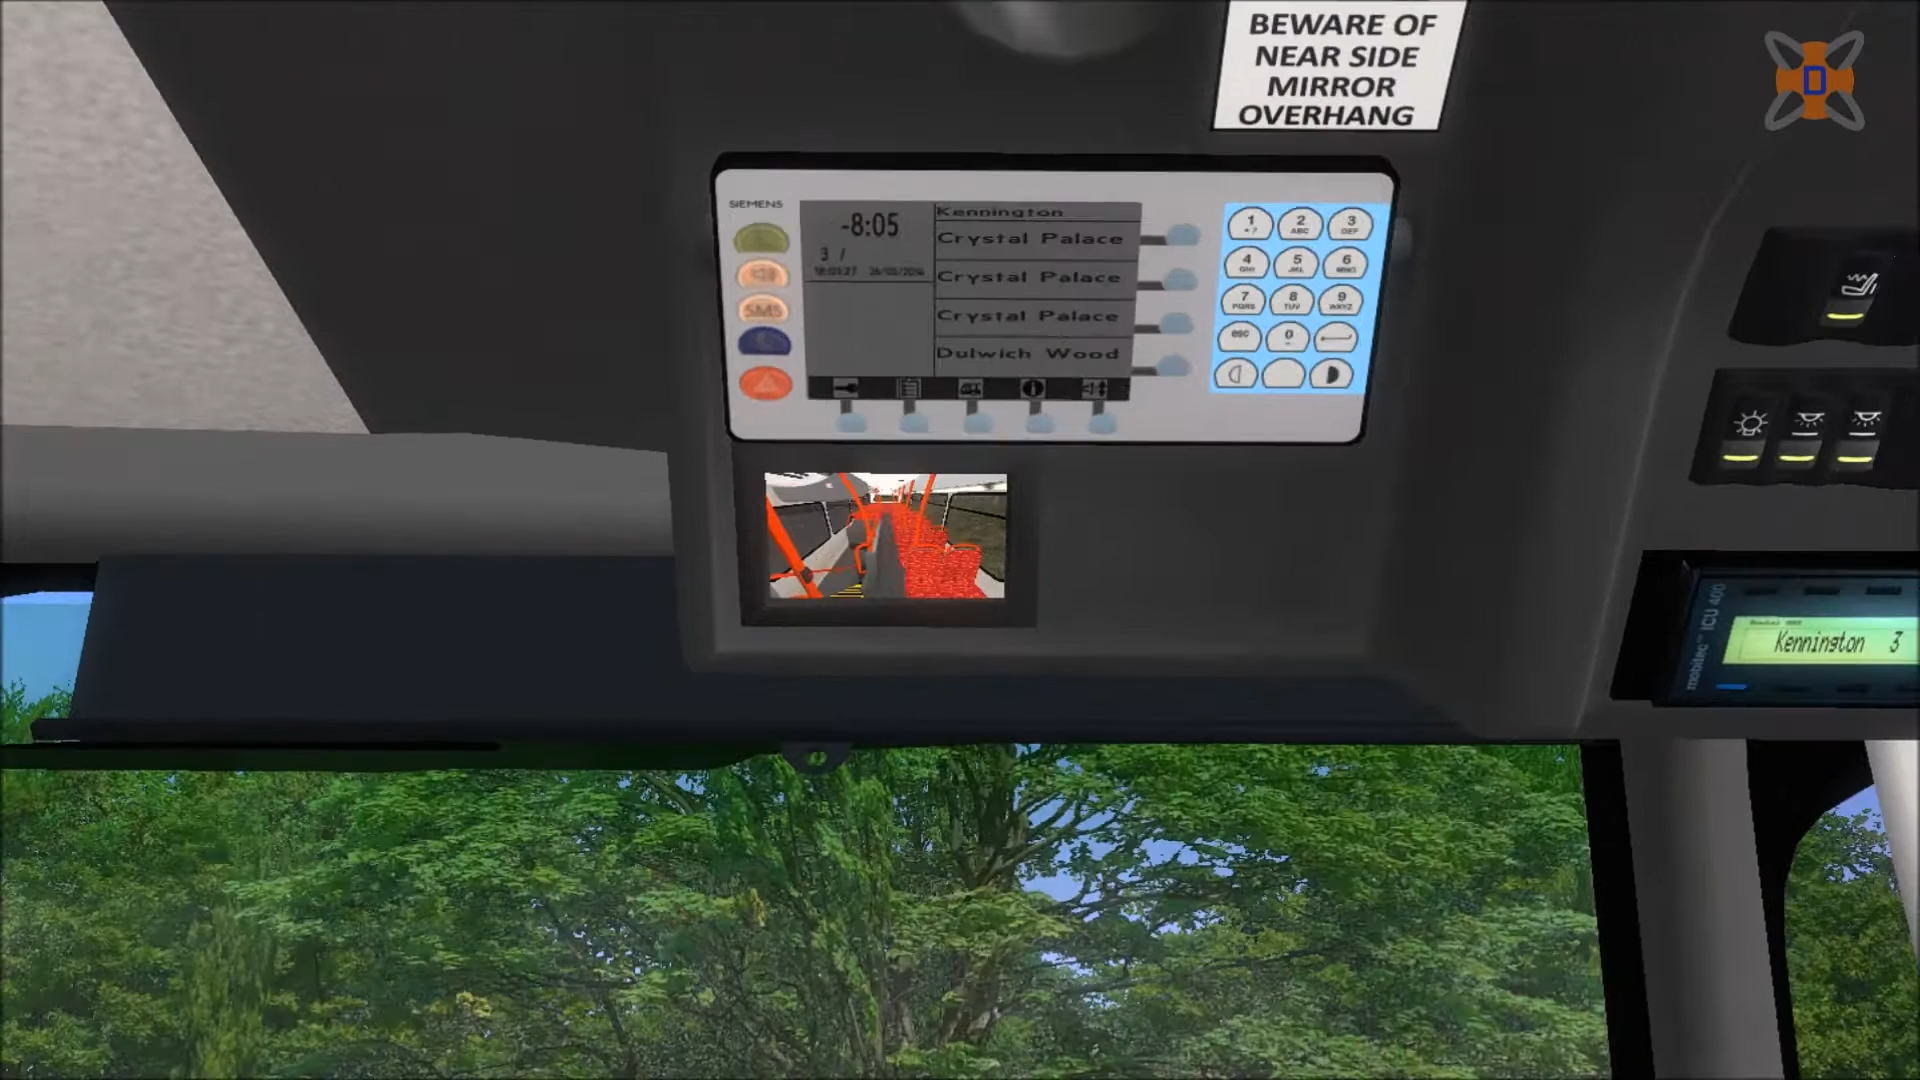 BEWARE OF
NEAR SIDE
MIRROR
OVERHANG
SIEMENS
-8:05
3 /
Kennington
Crystal Palace
Crystal Palace
Crystal Palace
Dulwich Wood
SMS
1
2 ABC
3 DEF
4 GHI
5 JKL
6 MNO
7 PQRS
8 TUV
9 WXYZ
esc
0
mobitec™ ICU 400
Kennington 3